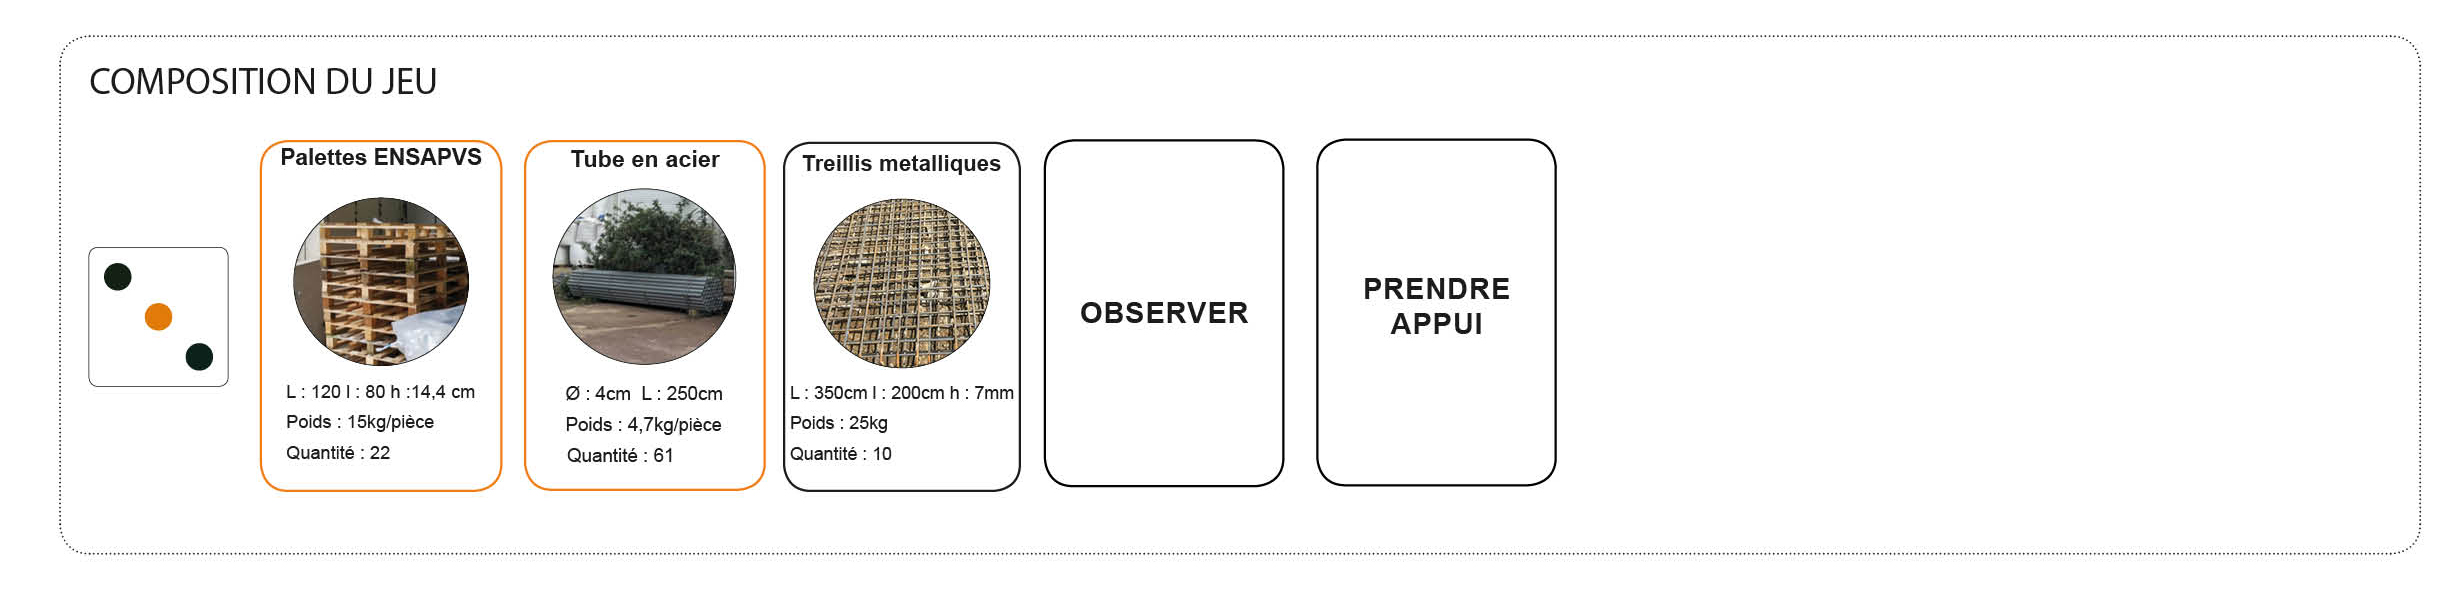 COMPOSITION DU JEU
Palettes ENSAPVS
L : 120 l : 80 h :14,4 cm
Poids : 15kg/pièce
Quantité : 22
Tube en acier
Ø : 4cm L : 250cm
Poids : 4,7kg/pièce
Quantité : 61
Treillis metalliques
L : 350cm l : 200cm h : 7mm
Poids : 25kg
Quantité : 10
OBSERVER
PRENDRE
APPUI